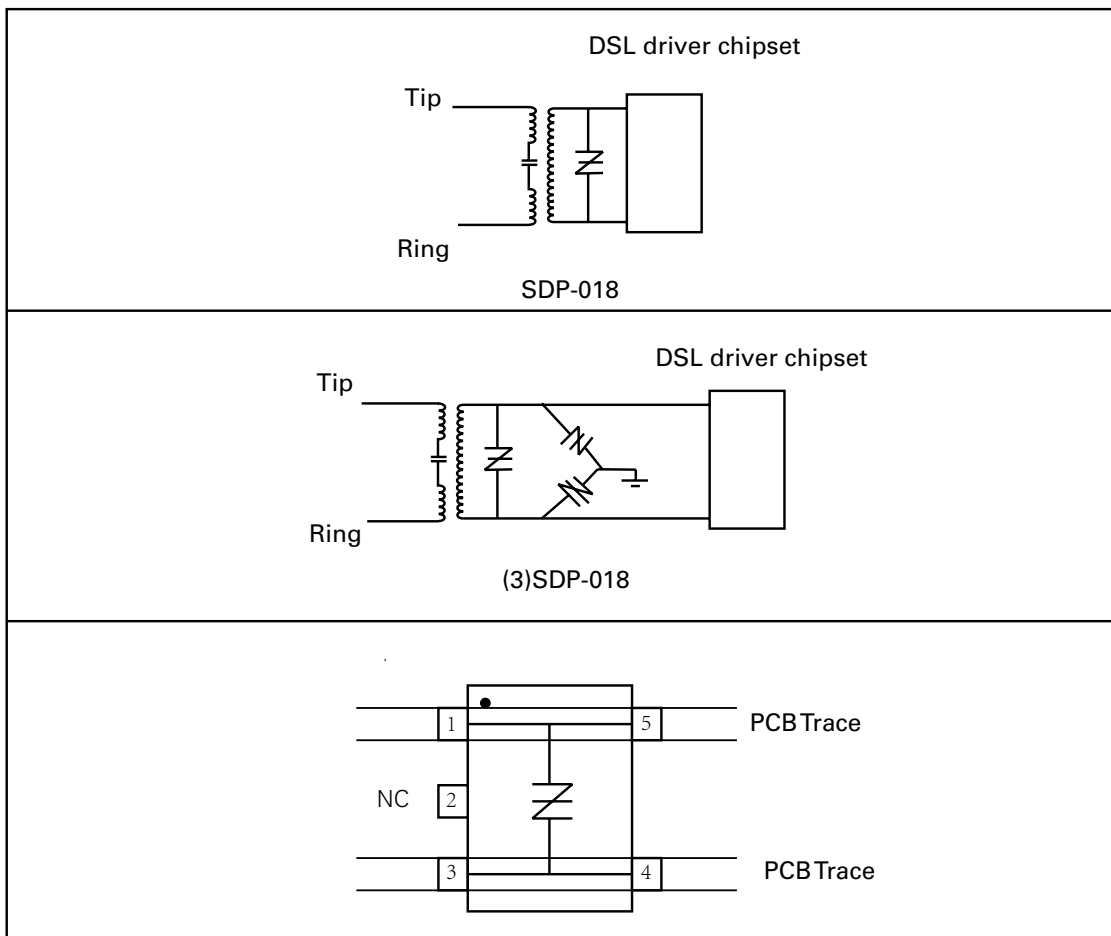 DSL driver chipset
Tip
Ring
SDP-018
DSL driver chipset
Tip
Ring
(3)SDP-018
1
5
PCB Trace
NC
2
3
4
PCB Trace